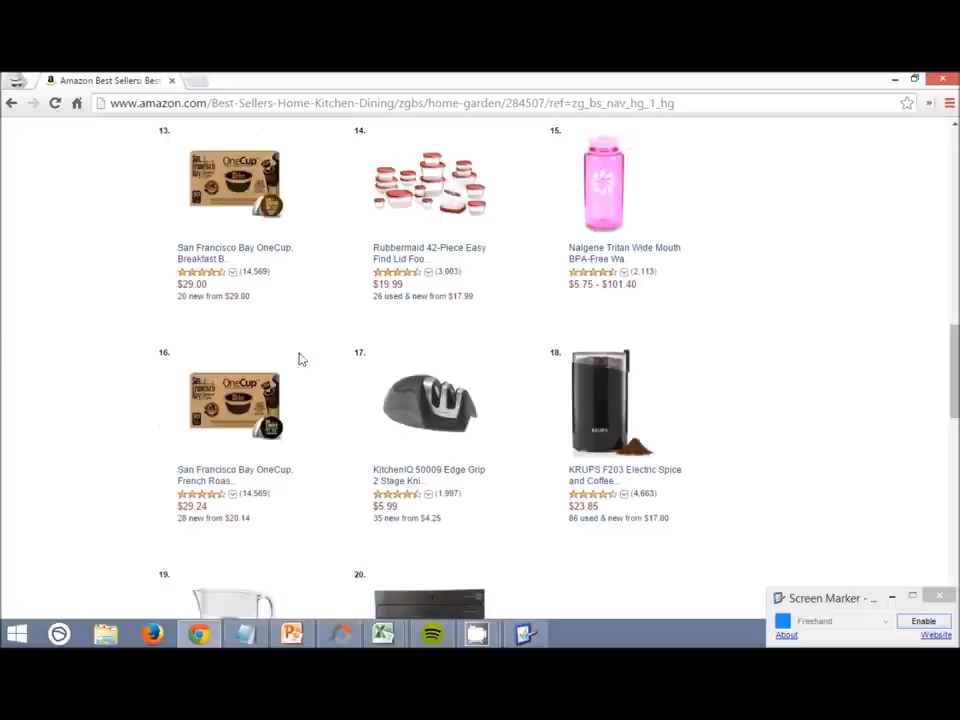 Amazon Best Sellers: Bes
www.amazon.com/Best-Sellers-Home-Kitchen-Dining/zgbs/home-garden/284507/ref=zg_bs_nav_hg_1_hg
13.
14.
15.
OneCup
San Francisco Bay OneCup,
Breakfast B...
(14,569)
$29.00
20 new from $29.00
Rubbermaid 42-Piece Easy
Find Lid Foo...
(3,003)
$19.99
26 used & new from $17.99
Nalgene Tritan Wide Mouth
BPA-Free Wa...
(2,113)
$5.75 - $101.40
16.
17.
18.
OneCup
KRUPS
San Francisco Bay OneCup,
French Roas...
(14,569)
$29.24
28 new from $20.14
KitchenIQ 50009 Edge Grip
2 Stage Kni...
(1,997)
$5.99
35 new from $4.25
KRUPS F203 Electric Spice
and Coffee...
(4,663)
$23.85
86 used & new from $17.00
19.
20.
Screen Marker - ...
Freehand
Enable
About
Website